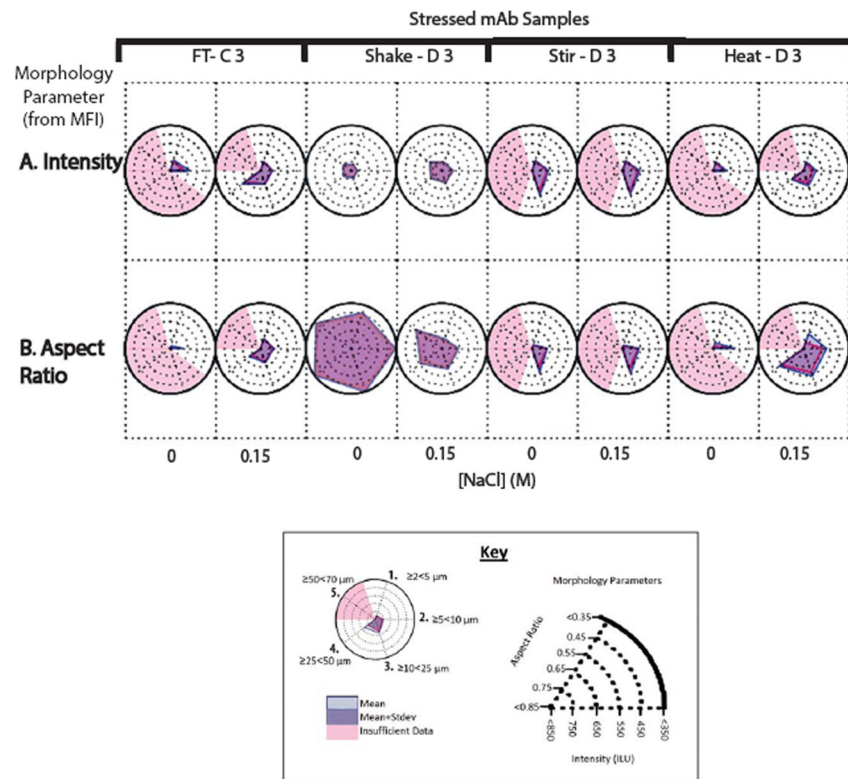 Stressed mAb Samples
FT- C 3
Shake - D 3
Stir - D 3
Heat - D 3
Morphology
Parameter
(from MFI)
A. Intensity
B. Aspect
Ratio
0
0.15
0
0.15
0
0.15
0
0.15
[NaCl] (M)
Key
≥50<70 µm
5.
1. ≥2<5 µm
2. ≥5<10 µm
4.
≥25<50 µm
3. ≥10<25 µm
Mean
Mean+Stdev
Insufficient Data
Morphology Parameters
Aspect Ratio
<0.35
0.45
0.55
0.65
0.75
<0.85
<850
750
650
550
450
<350
Intensity (ILU)